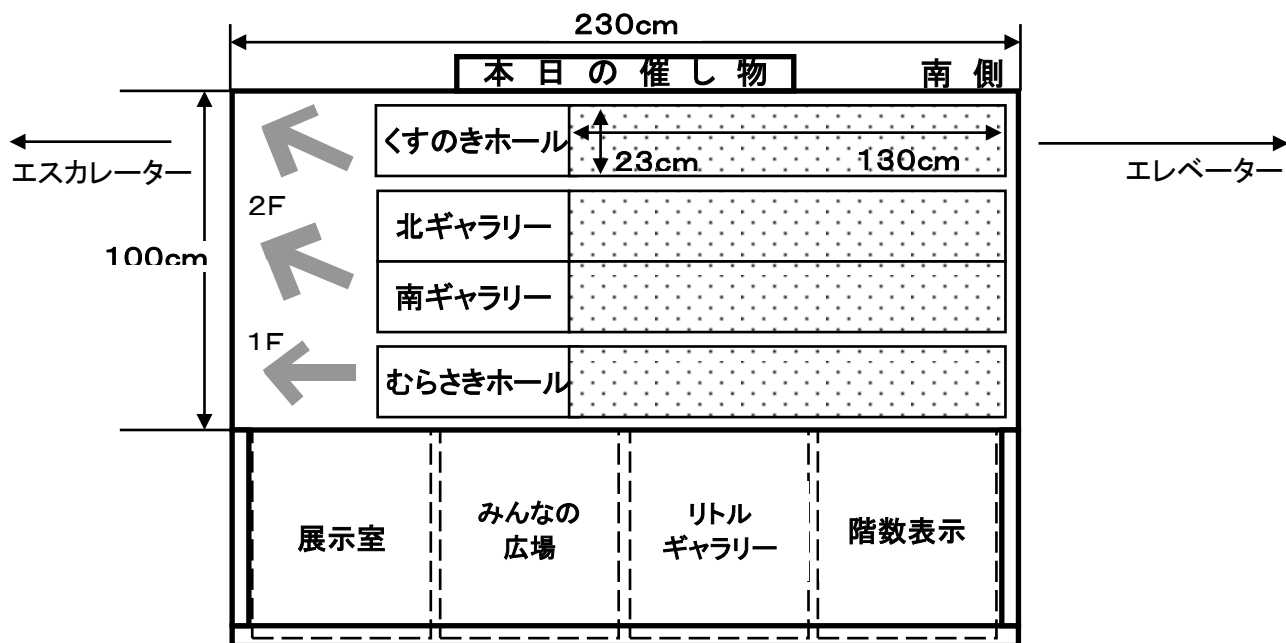 230cm
本日の催し物
南側
くすのきホール
23cm
130cm
エスカレーター
エレベーター
2F
北ギャラリー
100cm
南ギャラリー
1F
むらさきホール
展示室
みんなの
広場
リトル
ギャラリー
階数表示